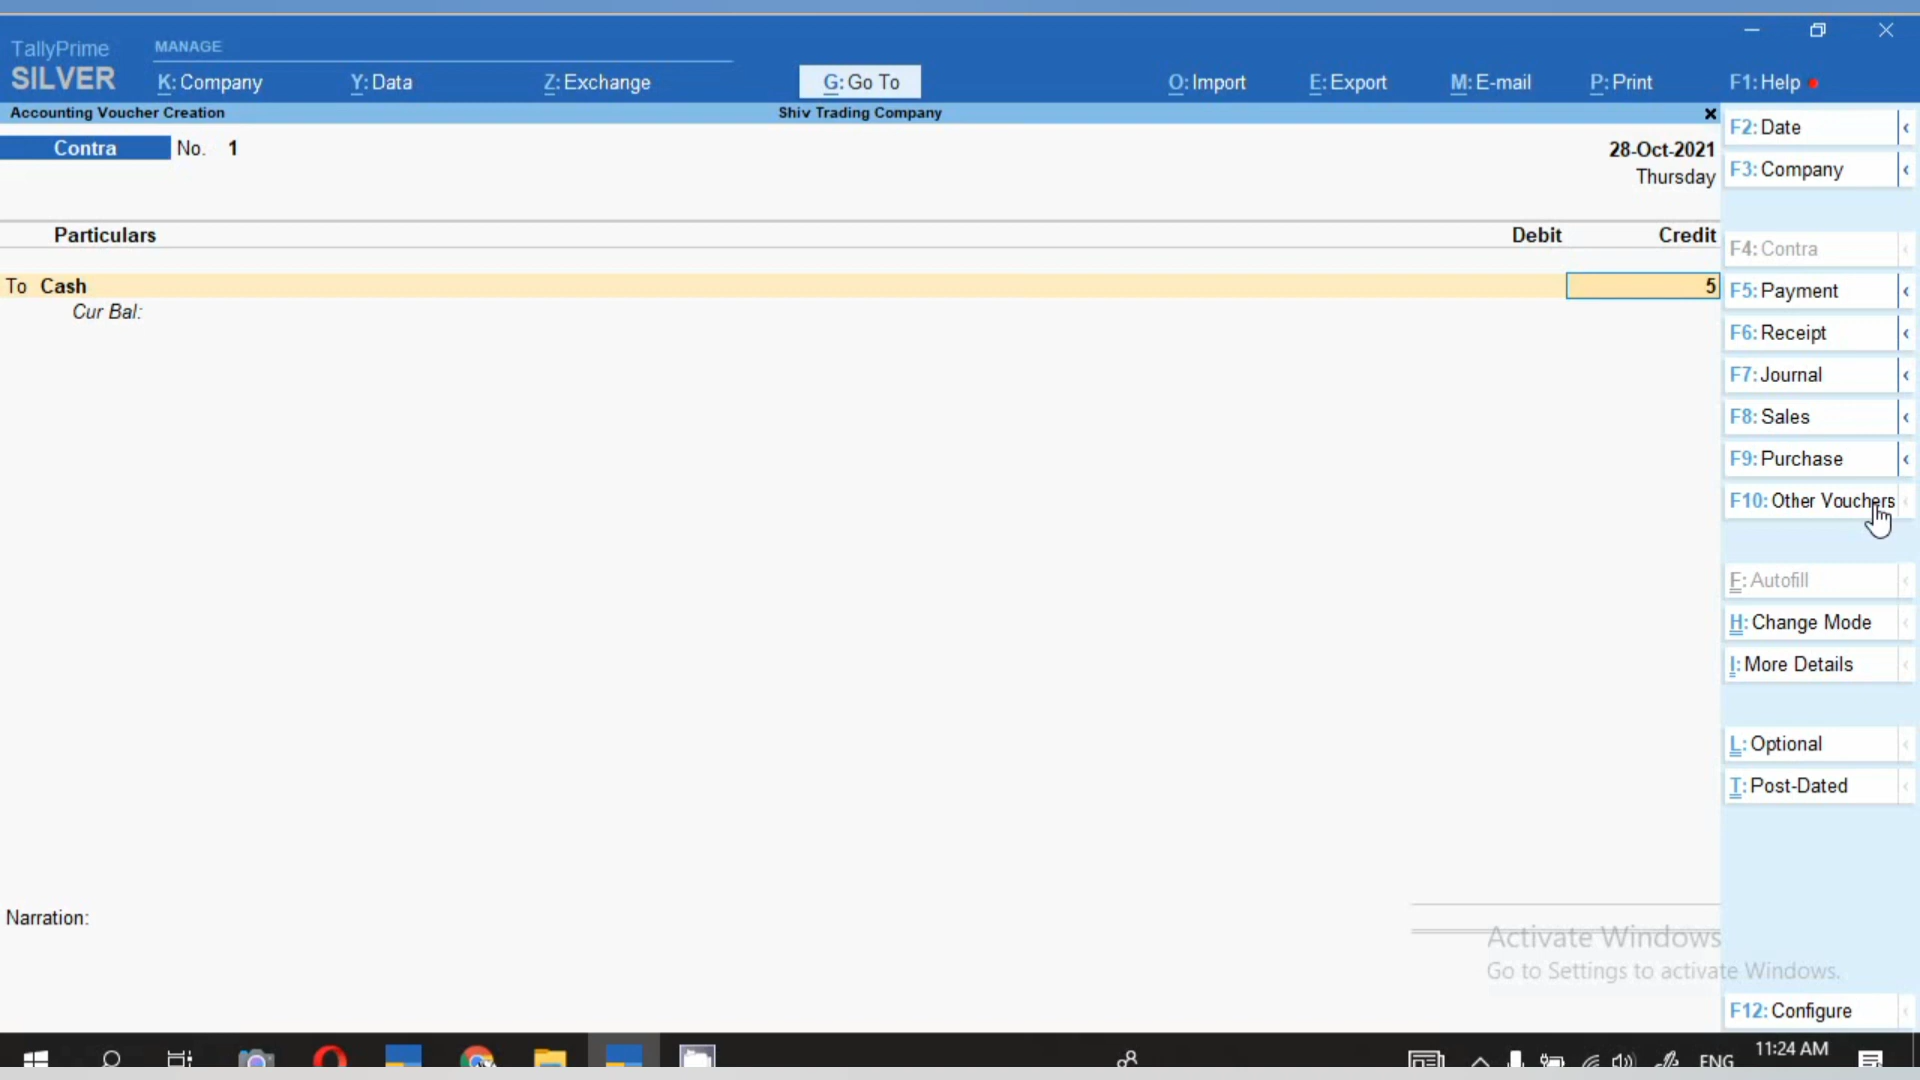 TallyPrime
SILVER
MANAGE
K: Company Y: Data Z: Exchange G: Go To O: Import E: Export M: E-mail P: Print F1: Help
Accounting Voucher Creation Shiv Trading Company
Contra No. 1 28-Oct-2021
Thursday
Particulars Debit Credit
To Cash 5
Cur Bal:
Narration:
F2: Date
F3: Company
F4: Contra
F5: Payment
F6: Receipt
F7: Journal
F8: Sales
F9: Purchase
F10: Other Vouchers
F: Autofill
H: Change Mode
I: More Details
L: Optional
T: Post-Dated
Activate Windows
Go to Settings to activate Windows.
F12: Configure
ENG 11:24 AM